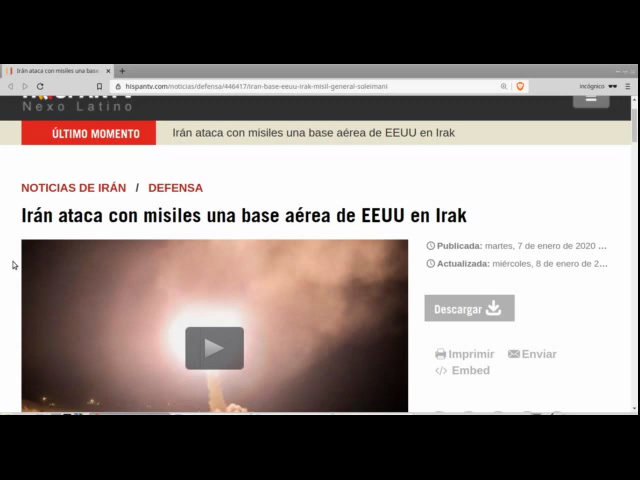 Irán ataca con misiles una base
hispantv.com/noticias/defensa/446417/iran-base-eeuu-irak-misil-general-soleimani
Incógnito
Nexo Latino
ÚLTIMO MOMENTO
Irán ataca con misiles una base aérea de EEUU en Irak
NOTICIAS DE IRÁN / DEFENSA
Irán ataca con misiles una base aérea de EEUU en Irak
Publicada: martes, 7 de enero de 2020 ...
Actualizada: miércoles, 8 de enero de 2...
Descargar
Imprimir Enviar
</> Embed